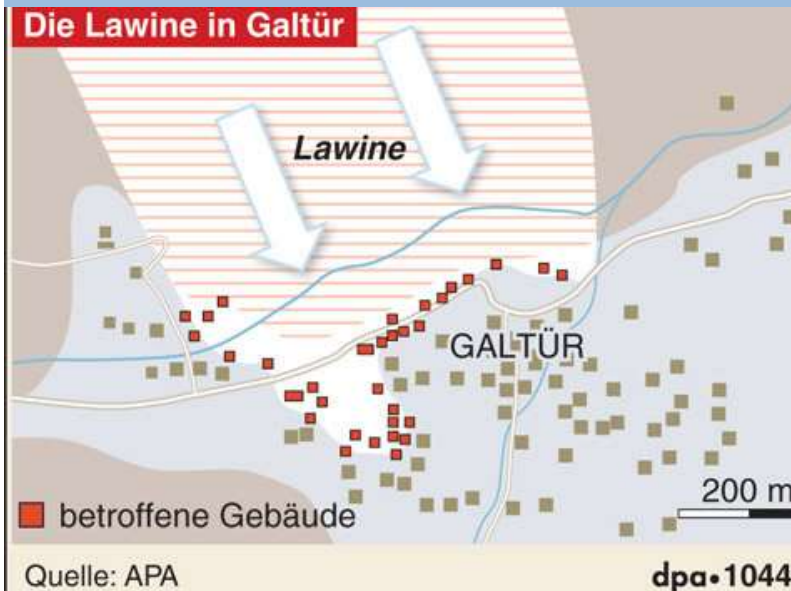 Die Lawine in Galtür
Lawine
GALTÜR
200 m
betroffene Gebäude
Quelle: APA
dpa•1044